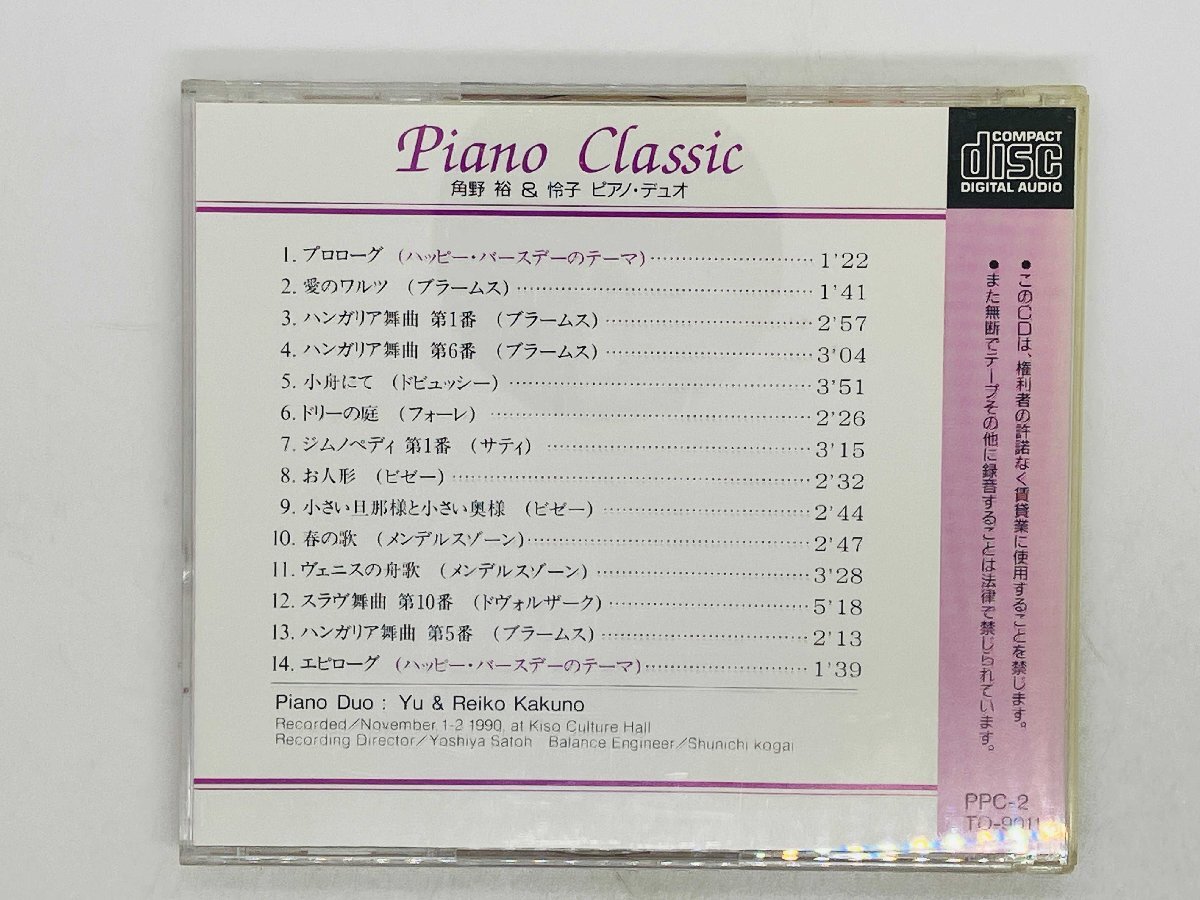 Piano Classic
角野 裕 & 怜子 ピアノ・デュオ
1. プロローグ (ハッピー・バースデーのテーマ) 1'22
2. 愛のワルツ (ブラームス) 1'41
3. ハンガリア舞曲 第1番 (ブラームス) 2'57
4. ハンガリア舞曲 第6番 (ブラームス) 3'04
5. 小舟にて (ドビュッシー) 3'51
6. ドリーの庭 (フォーレ) 2'26
7. ジムノペディ 第1番 (サティ) 3'15
8. お人形 (ビゼー) 2'32
9. 小さい旦那様と小さい奥様 (ビゼー) 2'44
10. 春の歌 (メンデルスゾーン) 2'47
11. ヴェニスの舟歌 (メンデルスゾーン) 3'28
12. スラヴ舞曲 第10番 (ドヴォルザーク) 5'18
13. ハンガリア舞曲 第5番 (ブラームス) 2'13
14. エピローグ (ハッピー・バースデーのテーマ) 1'39
Piano Duo : Yu & Reiko Kakuno
Recorded/November 1-2 1990, at Kiso Culture Hall
Recording Director/Yoshiya Satoh Balance Engineer/Shunichi Kogai
COMPACT
disc
DIGITAL AUDIO
●このCDは、権利者の許諾なく賃貸業に使用することを禁じます。
●また無断でテープその他に録音することは法律で禁じられています。
PPC-2
TO-9011